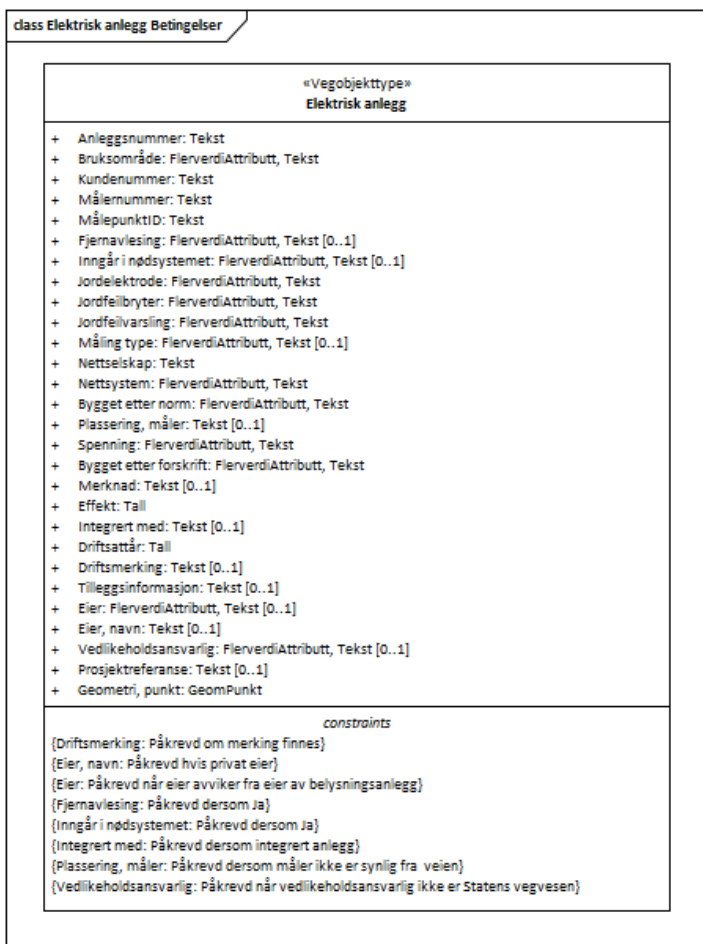 class Elektrisk anlegg Betingelser
«Vegobjekttype»
Elektrisk anlegg
+ Anleggsnummer: Tekst
+ Bruksområde: FlerverdiAttributt, Tekst
+ Kundenummer: Tekst
+ Målernummer: Tekst
+ MålepunktID: Tekst
+ Fjernavlesing: FlerverdiAttributt, Tekst [0..1]
+ Inngår i nødsystemet: FlerverdiAttributt, Tekst [0..1]
+ Jordelektrode: FlerverdiAttributt, Tekst
+ Jordfeilbryter: FlerverdiAttributt, Tekst
+ Jordfeilvarsling: FlerverdiAttributt, Tekst
+ Måling type: FlerverdiAttributt, Tekst [0..1]
+ Nettselskap: Tekst
+ Nettsystem: FlerverdiAttributt, Tekst
+ Bygget etter norm: FlerverdiAttributt, Tekst
+ Plassering, måler: Tekst [0..1]
+ Spenning: FlerverdiAttributt, Tekst
+ Bygget etter forskrift: FlerverdiAttributt, Tekst
+ Merknad: Tekst [0..1]
+ Effekt: Tall
+ Integrert med: Tekst [0..1]
+ Driftsattår: Tall
+ Driftsmerking: Tekst [0..1]
+ Tilleggsinformasjon: Tekst [0..1]
+ Eier: FlerverdiAttributt, Tekst [0..1]
+ Eier, navn: Tekst [0..1]
+ Vedlikeholdsansvarlig: FlerverdiAttributt, Tekst [0..1]
+ Prosjektreferanse: Tekst [0..1]
+ Geometri, punkt: GeomPunkt
constraints
{Driftsmerking: Påkrevd om merking finnes}
{Eier, navn: Påkrevd hvis privat eier}
{Eier: Påkrevd når eier avviker fra eier av belysningsanlegg}
{Fjernavlesing: Påkrevd dersom Ja}
{Inngår i nødsystemet: Påkrevd dersom Ja}
{Integrert med: Påkrevd dersom integrert anlegg}
{Plassering, måler: Påkrevd dersom måler ikke er synlig fra veien}
{Vedlikeholdsansvarlig: Påkrevd når vedlikeholdsansvarlig ikke er Statens vegvesen}